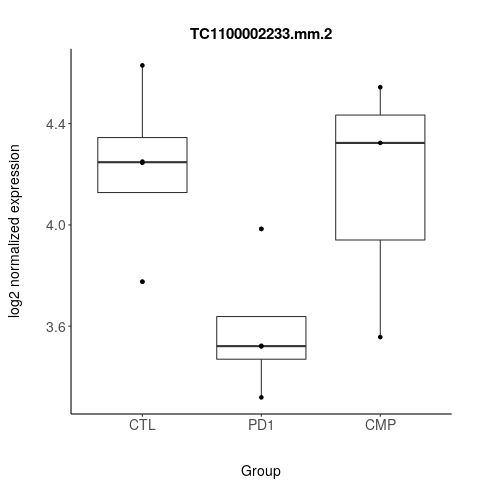 TC1100002233.mm.2
log2 normalized expression
4.4
4.0
3.6
CTL
PD1
CMP
Group